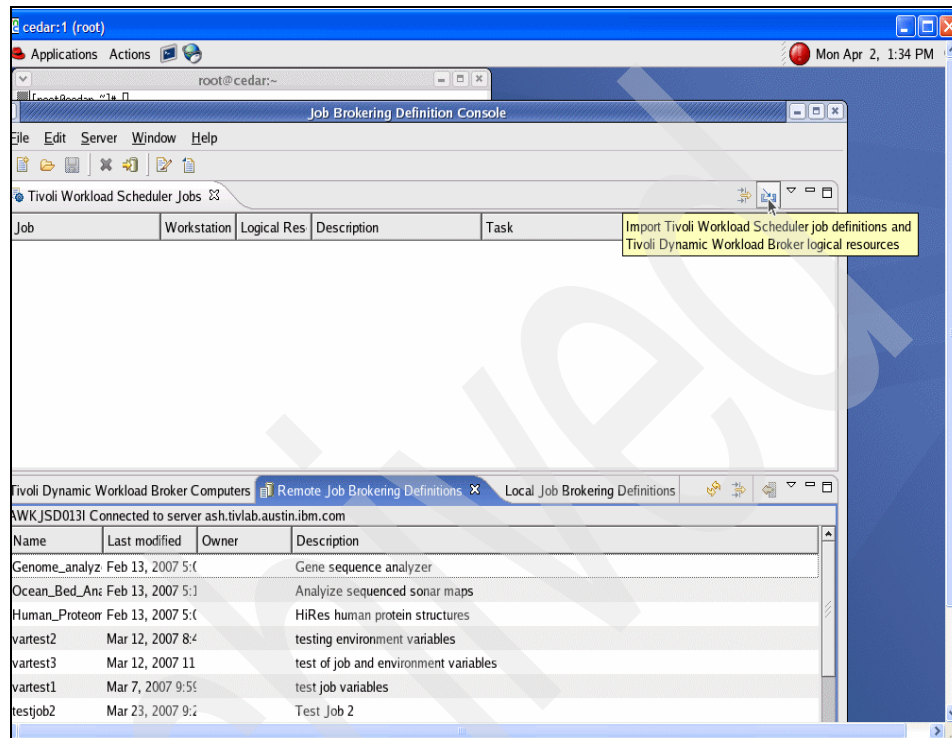 cedar:1 (root)
Applications Actions Mon Apr 2, 1:34 PM
root@cedar:~
[root@cedar ~]#
Job Brokering Definition Console
File Edit Server Window Help
Tivoli Workload Scheduler Jobs
Job Workstation Logical Res Description Task
Import Tivoli Workload Scheduler job definitions and
Tivoli Dynamic Workload Broker logical resources
Tivoli Dynamic Workload Broker Computers Remote Job Brokering Definitions Local Job Brokering Definitions
AWKJSD013I Connected to server ash.tivlab.austin.ibm.com
Name Last modified Owner Description
Genome_analyz Feb 13, 2007 5:0 Gene sequence analyzer
Ocean_Bed_Ana Feb 13, 2007 5:1 Analyize sequenced sonar maps
Human_Proteom Feb 13, 2007 5:0 HiRes human protein structures
vartest2 Mar 12, 2007 8:4 testing environment variables
vartest3 Mar 12, 2007 11 test of job and environment variables
vartest1 Mar 7, 2007 9:59 test job variables
testjob2 Mar 23, 2007 9:2 Test Job 2